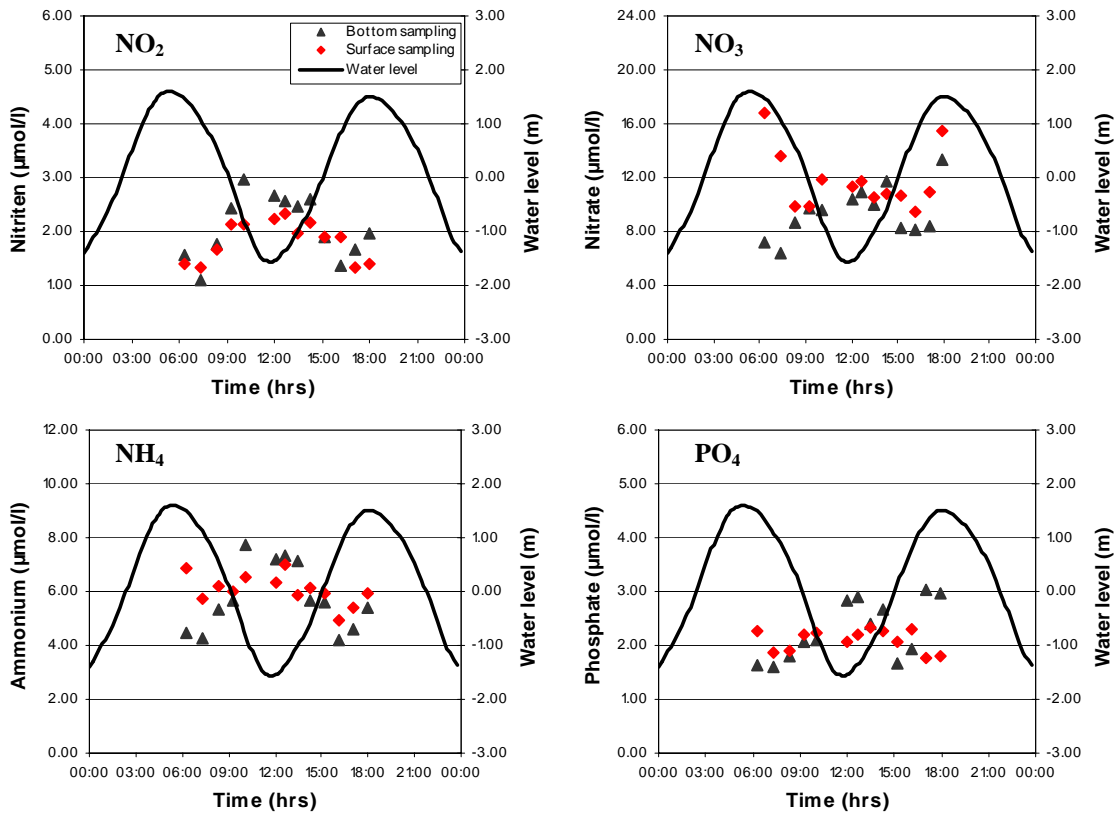 6.00
5.00
4.00
3.00
2.00
1.00
0.00
Nitriten (µmol/l)
NO2
Bottom sampling
Surface sampling
Water level
3.00
2.00
1.00
0.00
-1.00
-2.00
-3.00
Water level (m)
00:00 03:00 06:00 09:00 12:00 15:00 18:00 21:00 00:00
Time (hrs)
24.00
20.00
16.00
12.00
8.00
4.00
0.00
Nitrate (µmol/l)
NO3
3.00
2.00
1.00
0.00
-1.00
-2.00
-3.00
Water level (m)
00:00 03:00 06:00 09:00 12:00 15:00 18:00 21:00 00:00
Time (hrs)
12.00
10.00
8.00
6.00
4.00
2.00
0.00
Ammonium (µmol/l)
NH4
3.00
2.00
1.00
0.00
-1.00
-2.00
-3.00
Water level (m)
00:00 03:00 06:00 09:00 12:00 15:00 18:00 21:00 00:00
Time (hrs)
6.00
5.00
4.00
3.00
2.00
1.00
0.00
Phosphate (µmol/l)
PO4
3.00
2.00
1.00
0.00
-1.00
-2.00
-3.00
Water level (m)
00:00 03:00 06:00 09:00 12:00 15:00 18:00 21:00 00:00
Time (hrs)